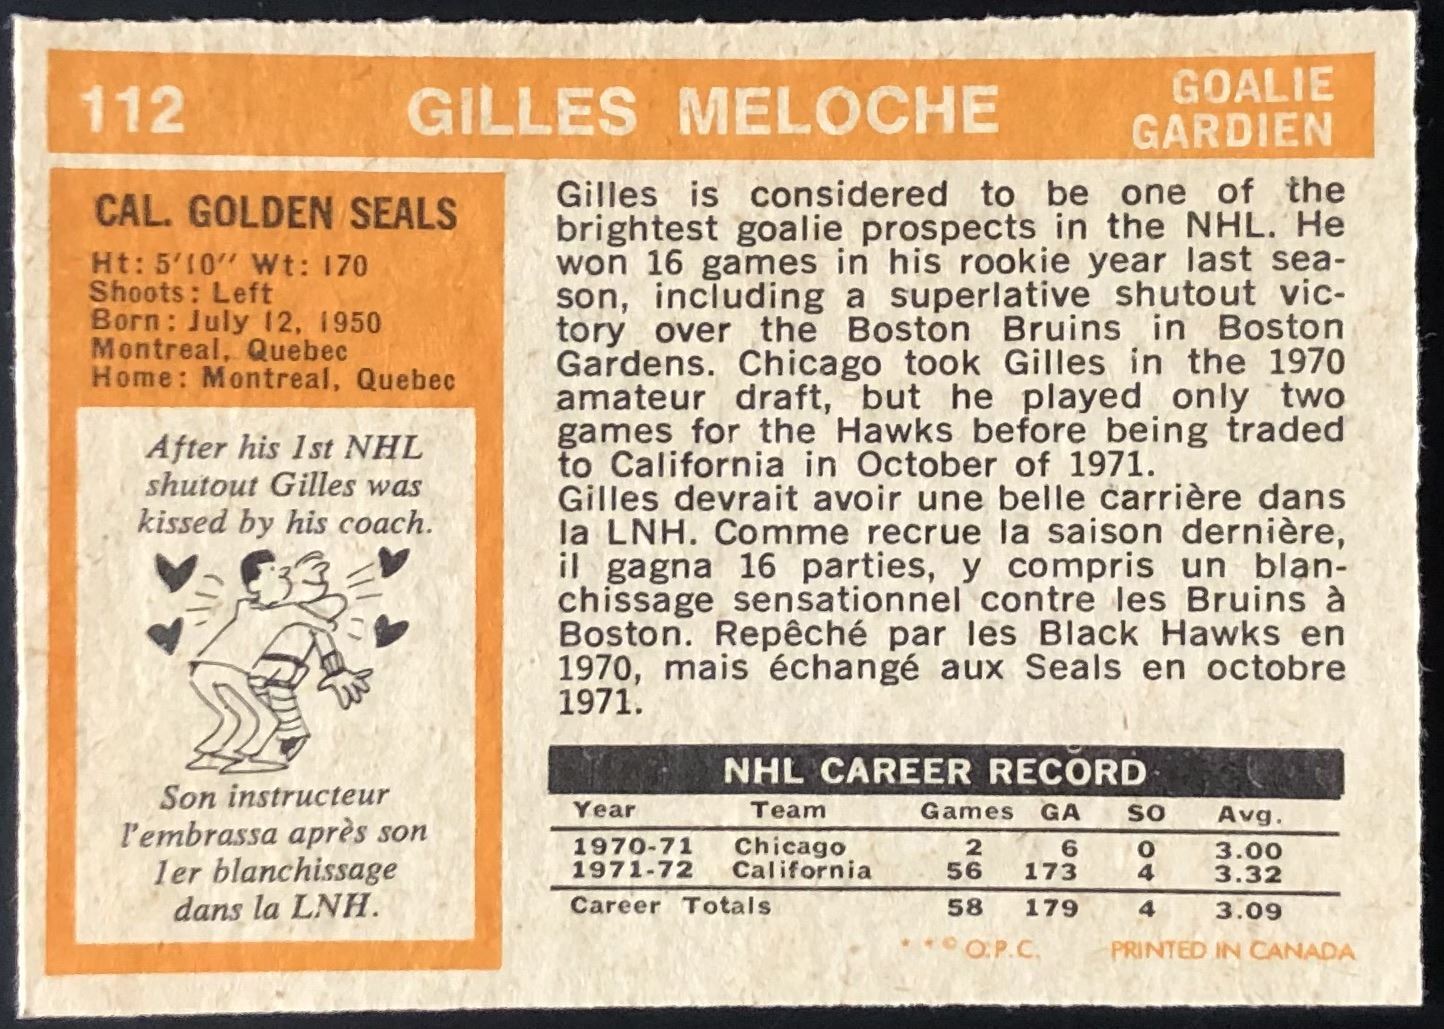 112
GILLES MELOCHE
GOALIE
GARDIEN
CAL. GOLDEN SEALS
Ht: 5'10'' Wt: 170
Shoots: Left
Born: July 12, 1950
Montreal, Quebec
Home: Montreal, Quebec
After his 1st NHL
shutout Gilles was
kissed by his coach.
Son instructeur
l'embrassa après son
1er blanchissage
dans la LNH.
Gilles is considered to be one of the
brightest goalie prospects in the NHL. He
won 16 games in his rookie year last sea-
son, including a superlative shutout vic-
tory over the Boston Bruins in Boston
Gardens. Chicago took Gilles in the 1970
amateur draft, but he played only two
games for the Hawks before being traded
to California in October of 1971.
Gilles devrait avoir une belle carrière dans
la LNH. Comme recrue la saison dernière,
il gagna 16 parties, y compris un blan-
chissage sensationnel contre les Bruins à
Boston. Repêché par les Black Hawks en
1970, mais échangé aux Seals en octobre
1971.
NHL CAREER RECORD
Year Team Games GA SO Avg.
1970-71 Chicago 2 6 0 3.00
1971-72 California 56 173 4 3.32
Career Totals 58 179 4 3.09
* * © O.P.C. PRINTED IN CANADA